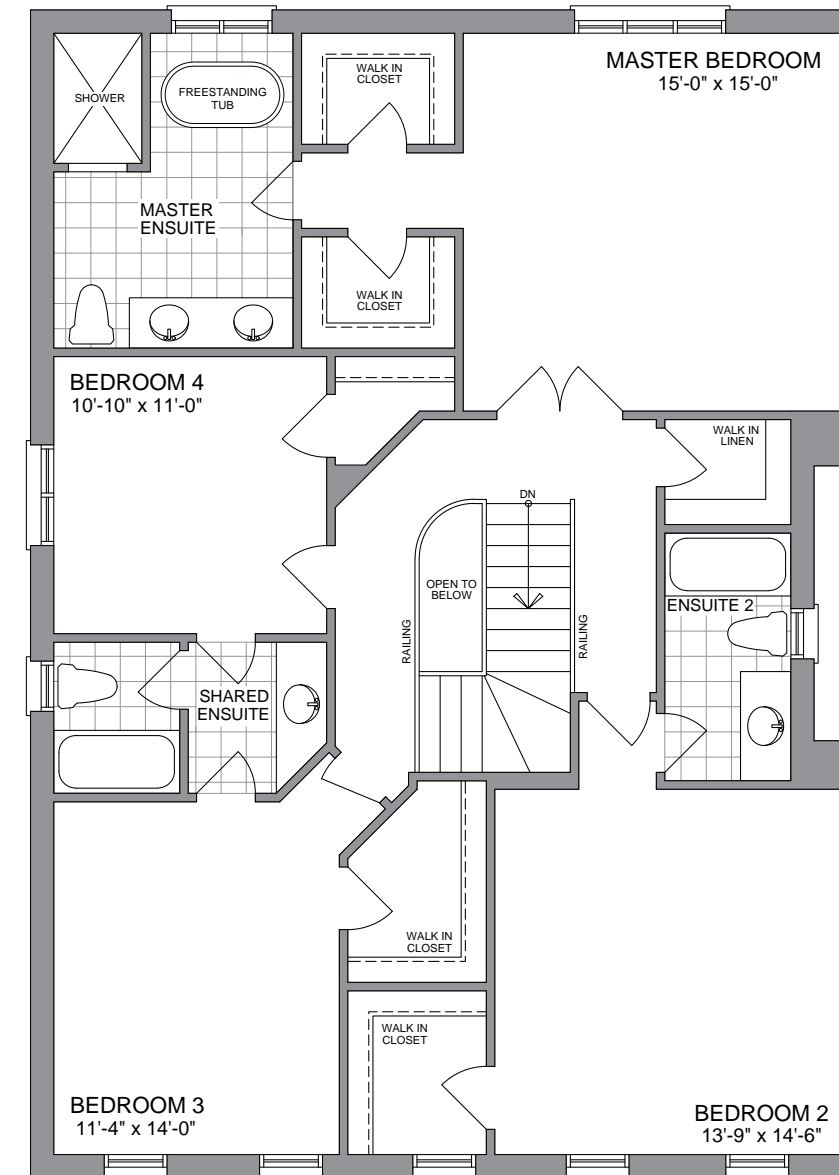 MASTER BEDROOM
15'-0" x 15'-0"
WALK IN
CLOSET
SHOWER
FREESTANDING
TUB
MASTER
ENSUITE
WALK IN
CLOSET
BEDROOM 4
10'-10" x 11'-0"
WALK IN
LINEN
DN
OPEN TO
BELOW
ENSUITE 2
RAILING
RAILING
SHARED
ENSUITE
WALK IN
CLOSET
WALK IN
CLOSET
BEDROOM 3
11'-4" x 14'-0"
BEDROOM 2
13'-9" x 14'-6"